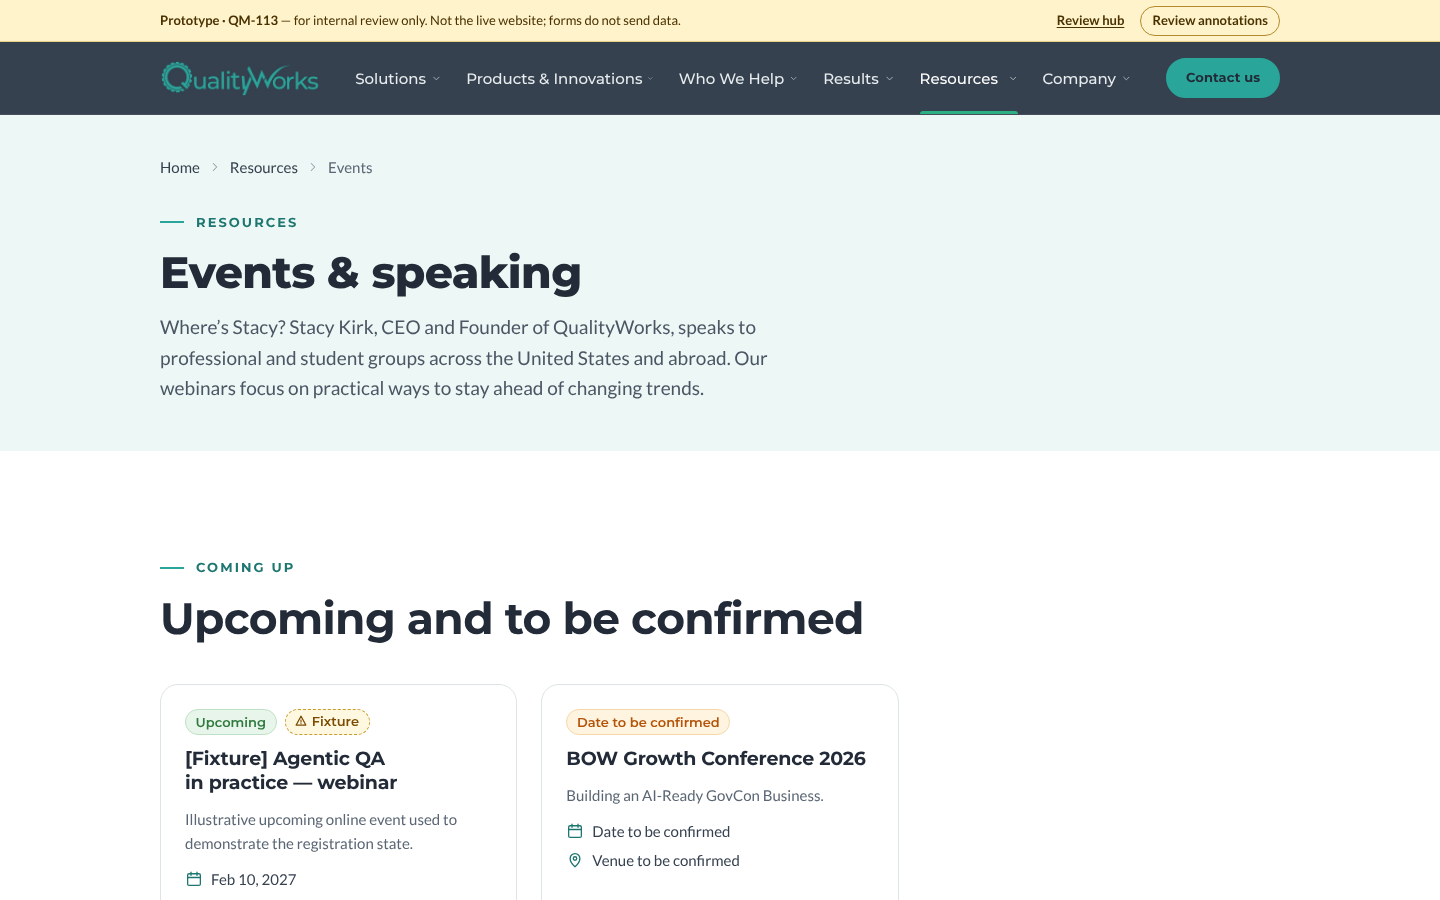 Prototype · QM-113 — for internal review only. Not the live website; forms do not send data.
Review hub
Review annotations
QualityWorks
Solutions
Products & Innovations
Who We Help
Results
Resources
Company
Contact us
Home
Resources
Events
RESOURCES
Events & speaking
Where’s Stacy? Stacy Kirk, CEO and Founder of QualityWorks, speaks to
professional and student groups across the United States and abroad. Our
webinars focus on practical ways to stay ahead of changing trends.
COMING UP
Upcoming and to be confirmed
Upcoming
Fixture
[Fixture] Agentic QA
in practice — webinar
Illustrative upcoming online event used to
demonstrate the registration state.
Feb 10, 2027
Date to be confirmed
BOW Growth Conference 2026
Building an AI-Ready GovCon Business.
Date to be confirmed
Venue to be confirmed